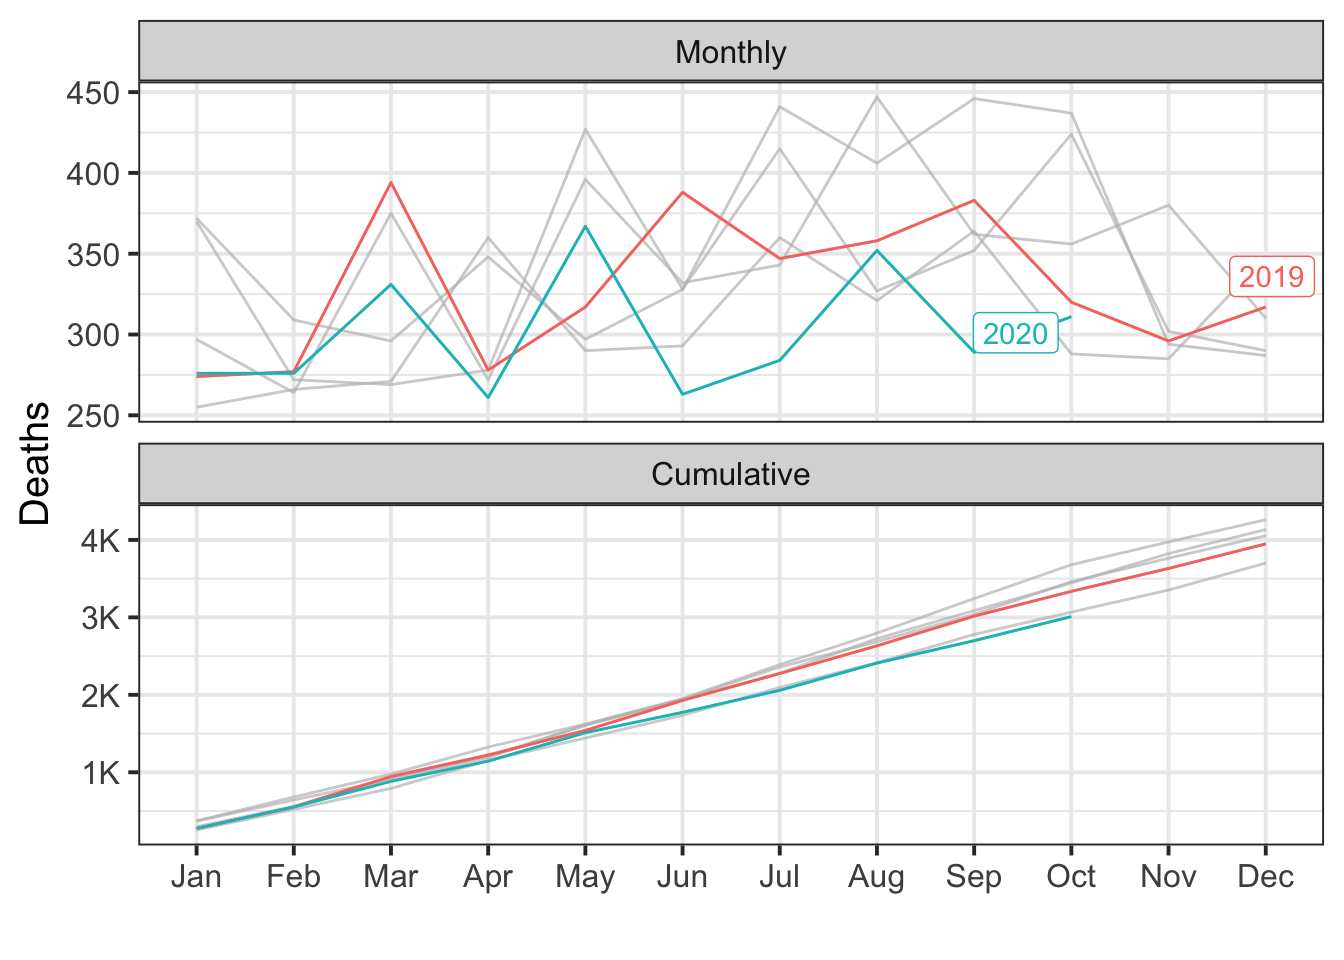 Monthly
450
400
350
300
250
2019
2020
Deaths
Cumulative
4K
3K
2K
1K
Jan Feb Mar Apr May Jun Jul Aug Sep Oct Nov Dec